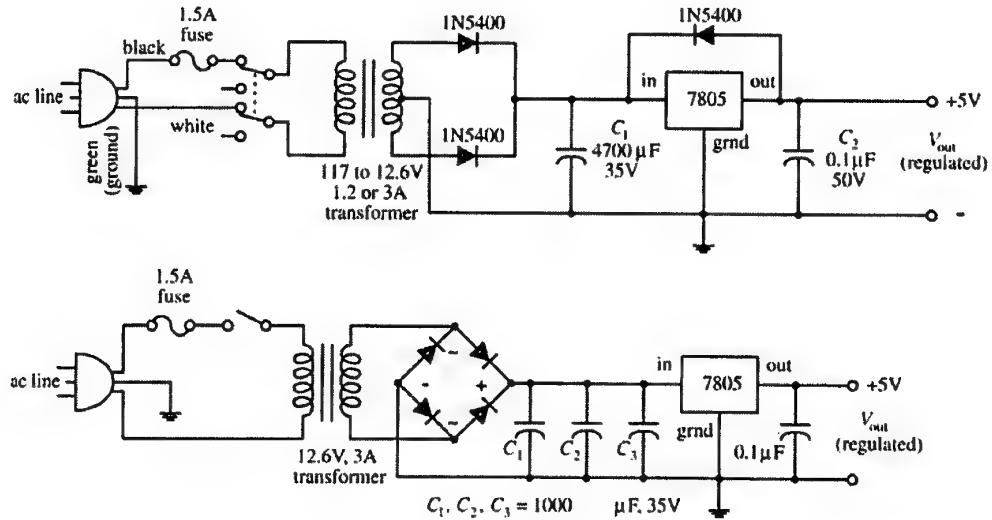 1.5A
fuse
black
ac line
white
green
(ground)
117 to 12.6V
1.2 or 3A
transformer
1N5400
1N5400
1N5400
in
7805
out
grnd
C₁
4700 μF
35V
C₂
0.1μF
50V
+5V
Vout
(regulated)
-
1.5A
fuse
ac line
12.6V, 3A
transformer
~
-
+
~
C₁
C₂
C₃
C₁, C₂, C₃ = 1000 μF, 35V
in
7805
out
grnd
0.1μF
+5V
Vout
(regulated)
-